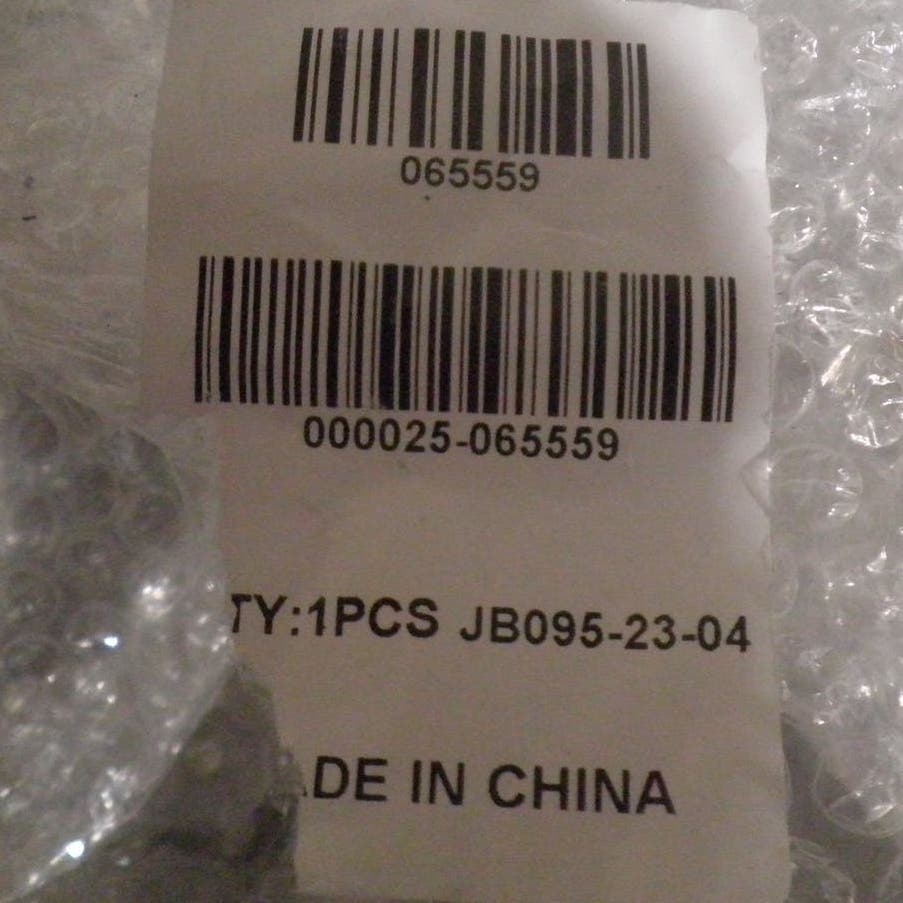 065559
000025-065559
TY:1PCS JB095-23-04
ADE IN CHINA